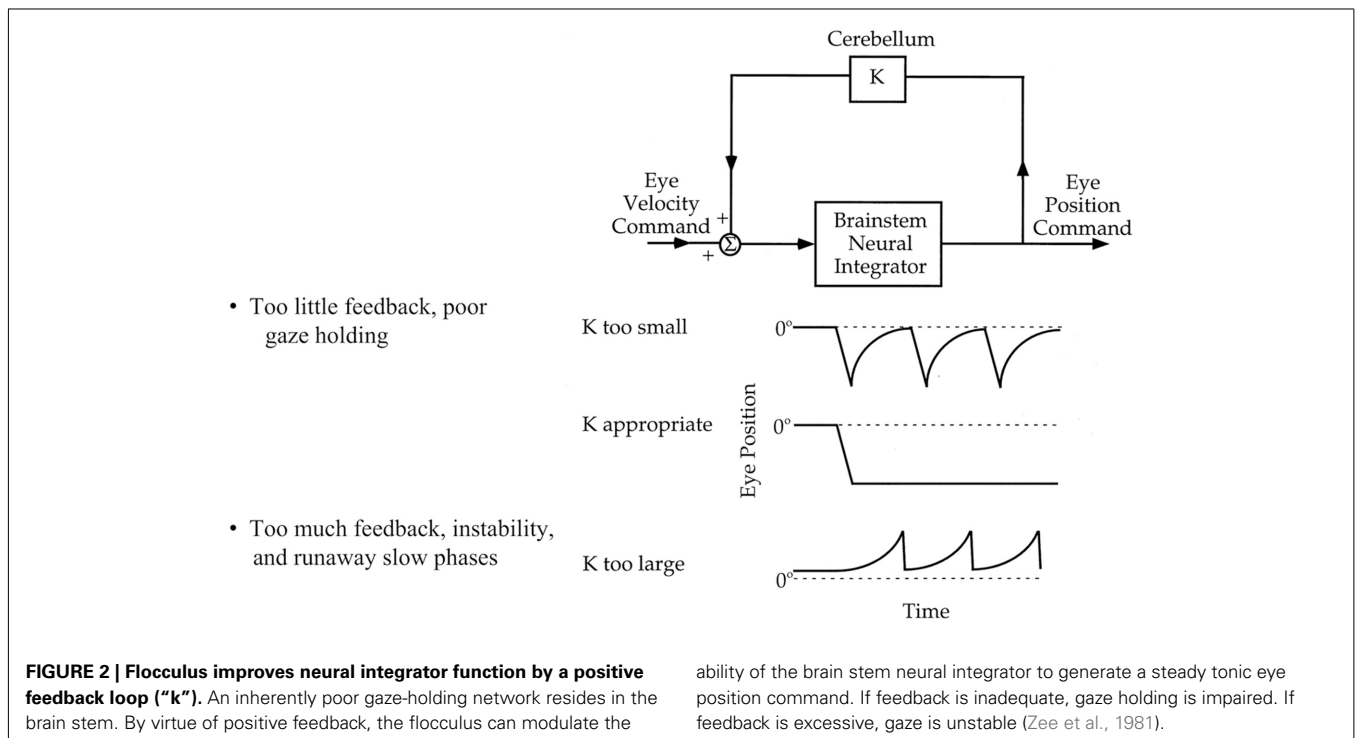 Cerebellum
K
Eye
Velocity
Command
+
+
Σ
Brainstem
Neural
Integrator
Eye
Position
Command
• Too little feedback, poor
gaze holding
K too small
0°
K appropriate
0°
Eye Position
• Too much feedback, instability,
and runaway slow phases
K too large
0°
Time
FIGURE 2 | Flocculus improves neural integrator function by a positive
feedback loop (“k”). An inherently poor gaze-holding network resides in the
brain stem. By virtue of positive feedback, the flocculus can modulate the
ability of the brain stem neural integrator to generate a steady tonic eye
position command. If feedback is inadequate, gaze holding is impaired. If
feedback is excessive, gaze is unstable (Zee et al., 1981).